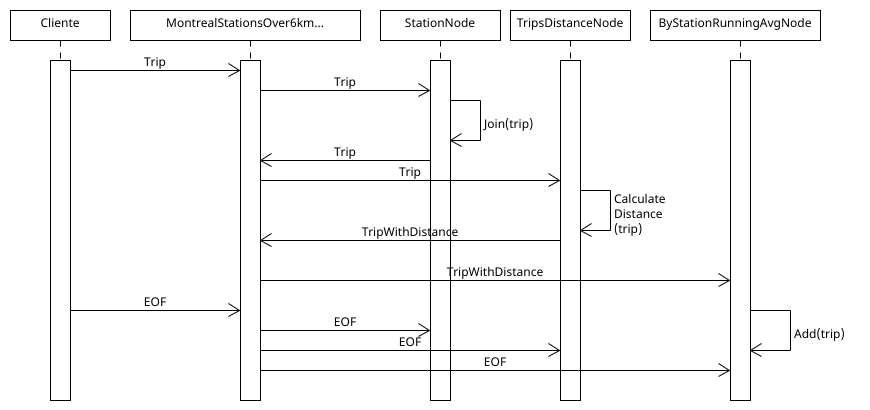 Cliente
MontrealStationsOver6km...
StationNode
TripsDistanceNode
ByStationRunningAvgNode
Trip
Trip
Join(trip)
Trip
Trip
Calculate
Distance
(trip)
TripWithDistance
TripWithDistance
EOF
EOF
Add(trip)
EOF
EOF